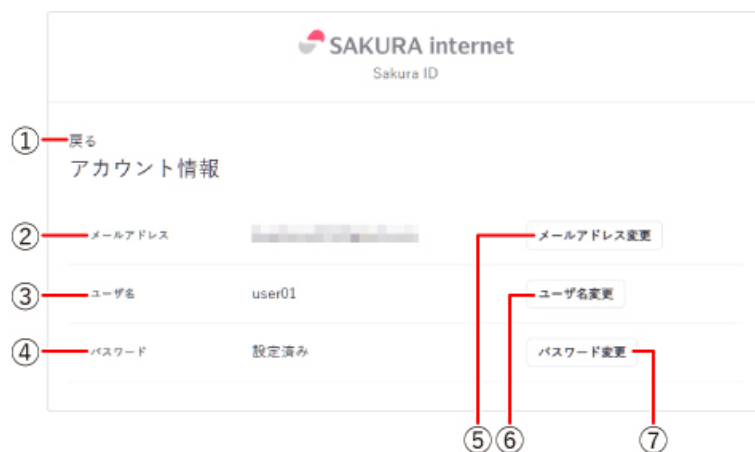 SAKURA internet
Sakura ID
① 戻る
アカウント情報
② メールアドレス メールアドレス変更
③ ユーザ名 user01 ユーザ名変更
④ パスワード 設定済み パスワード変更
⑤ ⑥ ⑦